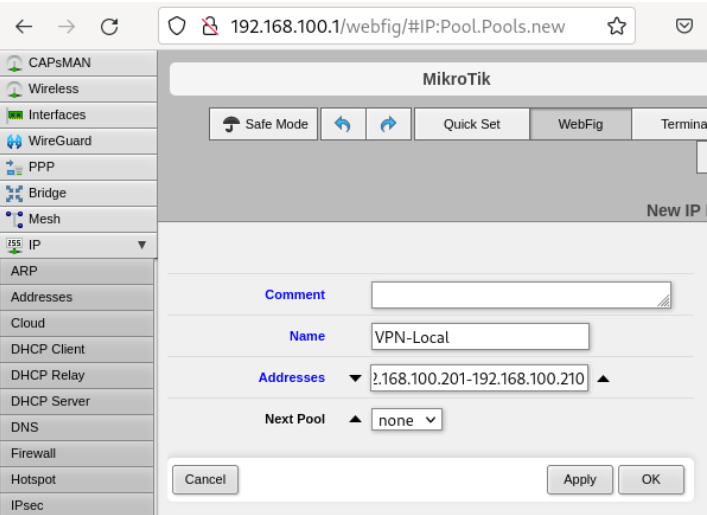 192.168.100.1/webfig/#IP:Pool.Pools.new
CAPsMAN
Wireless
Interfaces
WireGuard
PPP
Bridge
Mesh
255 IP
ARP
Addresses
Cloud
DHCP Client
DHCP Relay
DHCP Server
DNS
Firewall
Hotspot
IPsec
MikroTik
Safe Mode
Quick Set
WebFig
Termina
New IP
Comment
Name VPN-Local
Addresses 2.168.100.201-192.168.100.210
Next Pool none
Cancel Apply OK